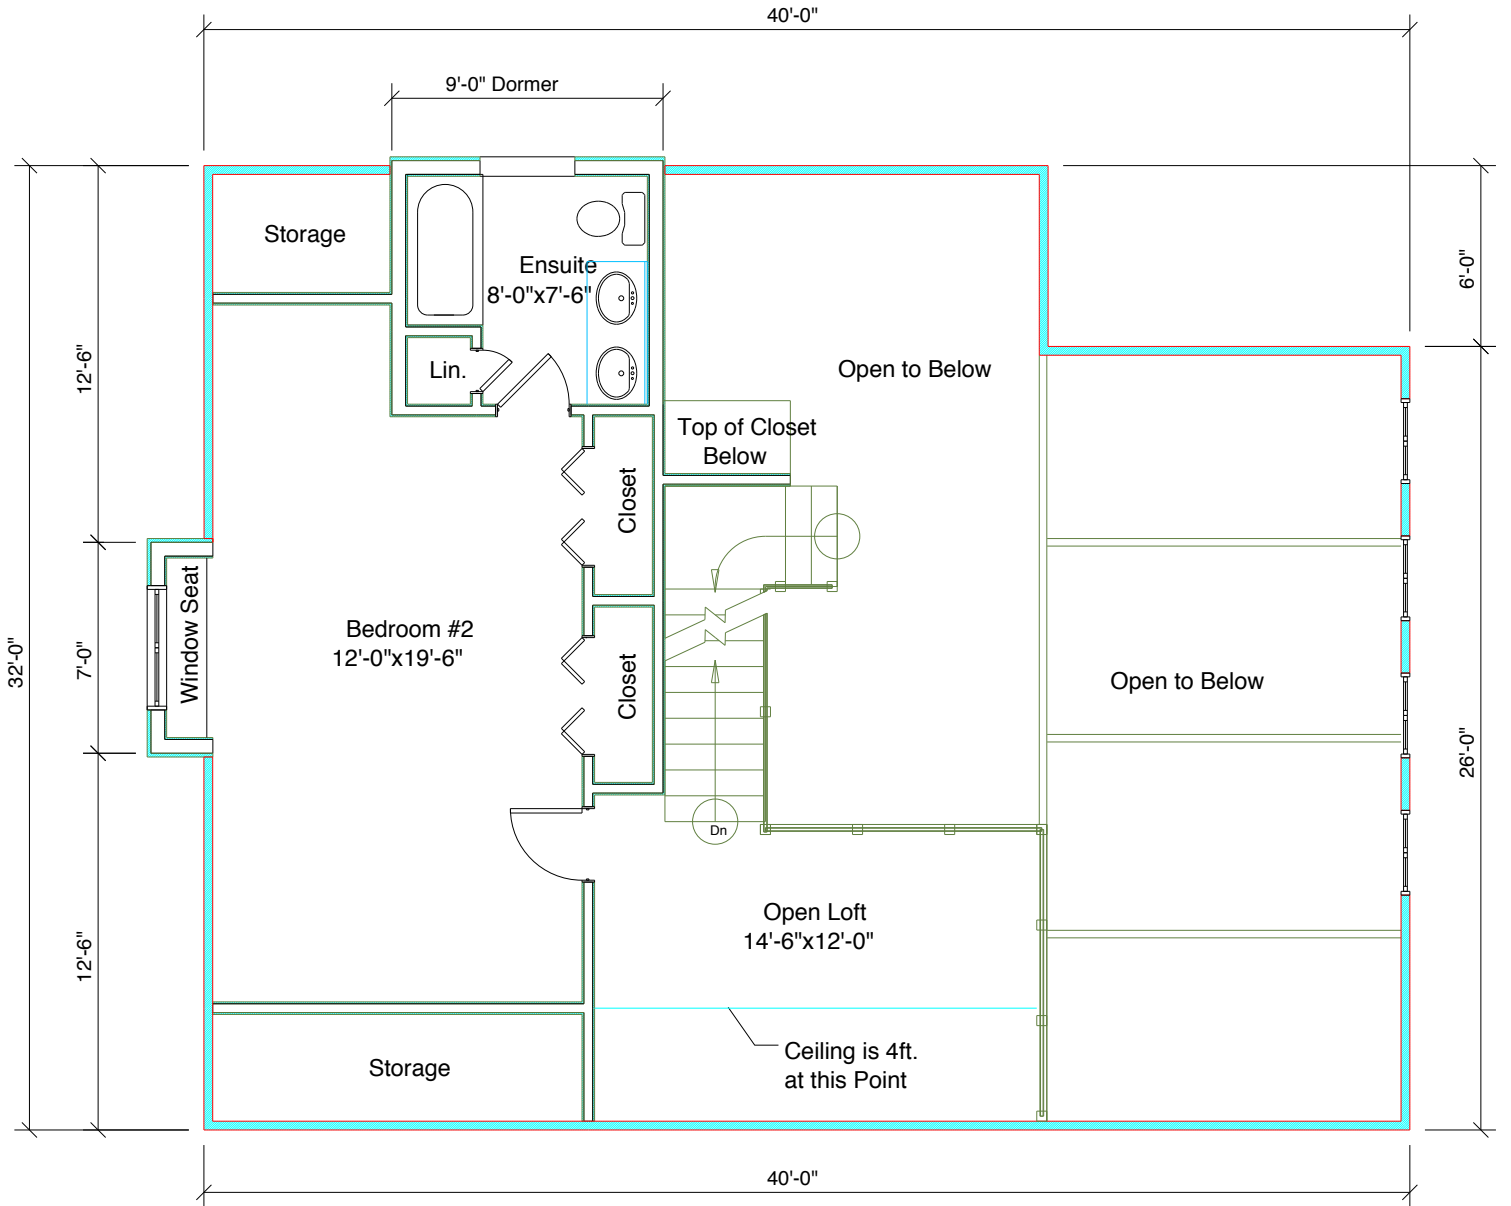 40'-0"
9'-0" Dormer
Storage
Ensuite
8'-0"x7'-6"
6'-0"
12'-6"
Lin.
Open to Below
Top of Closet
Below
Closet
Window Seat
Bedroom #2
12'-0"x19'-6"
32'-0"
7'-0"
Closet
Open to Below
26'-0"
Dn
Open Loft
14'-6"x12'-0"
12'-6"
Ceiling is 4ft.
at this Point
Storage
40'-0"